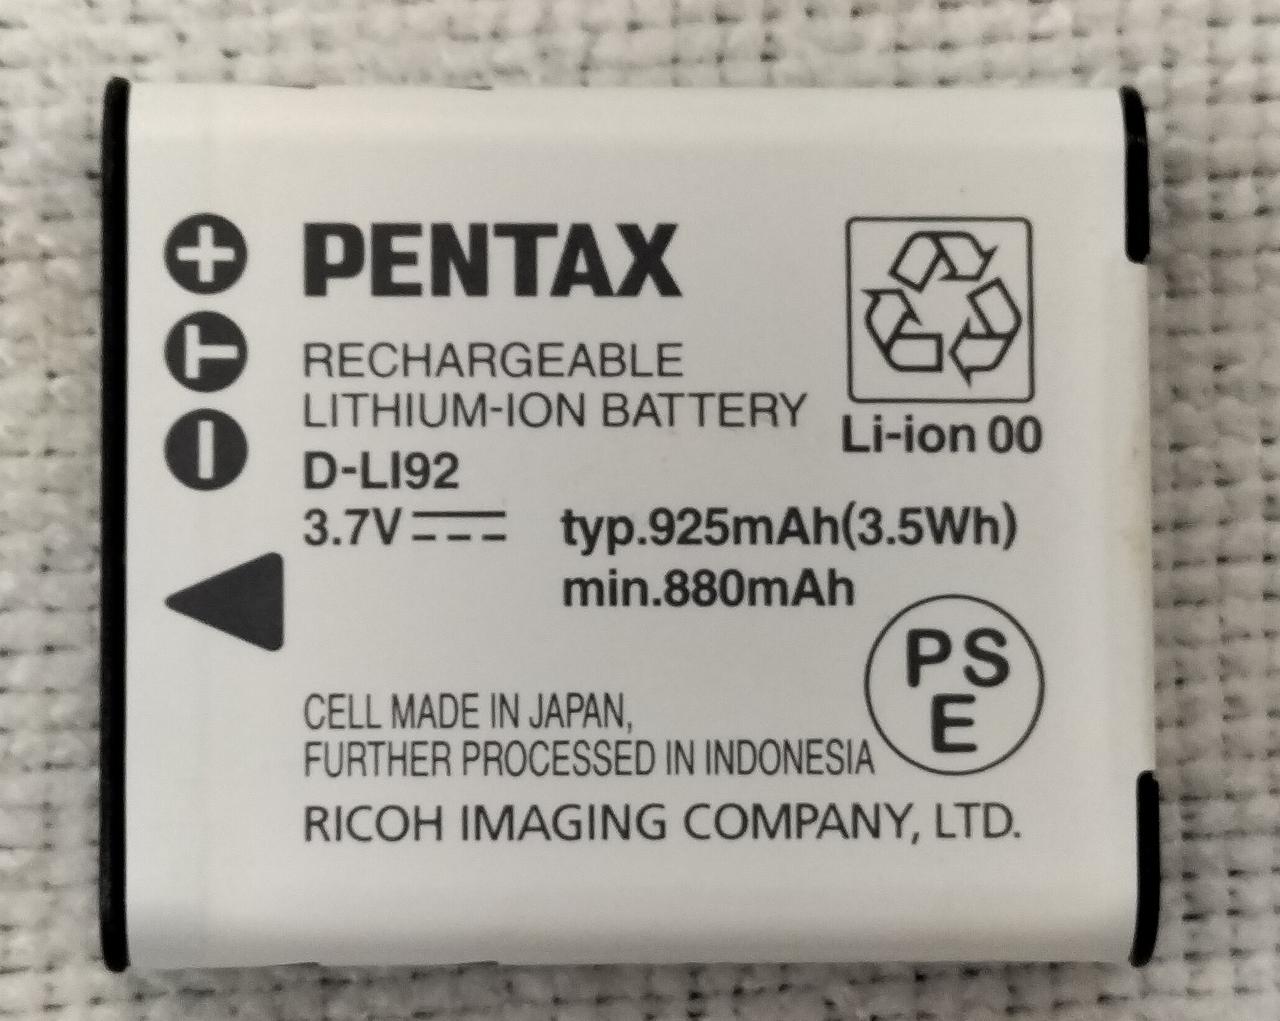 PENTAX
RECHARGEABLE
LITHIUM-ION BATTERY
D-LI92
3.7V
typ.925mAh(3.5Wh)
min.880mAh
Li-ion 00
T
PS
E
CELL MADE IN JAPAN,
FURTHER PROCESSED IN INDONESIA
RICOH IMAGING COMPANY, LTD.